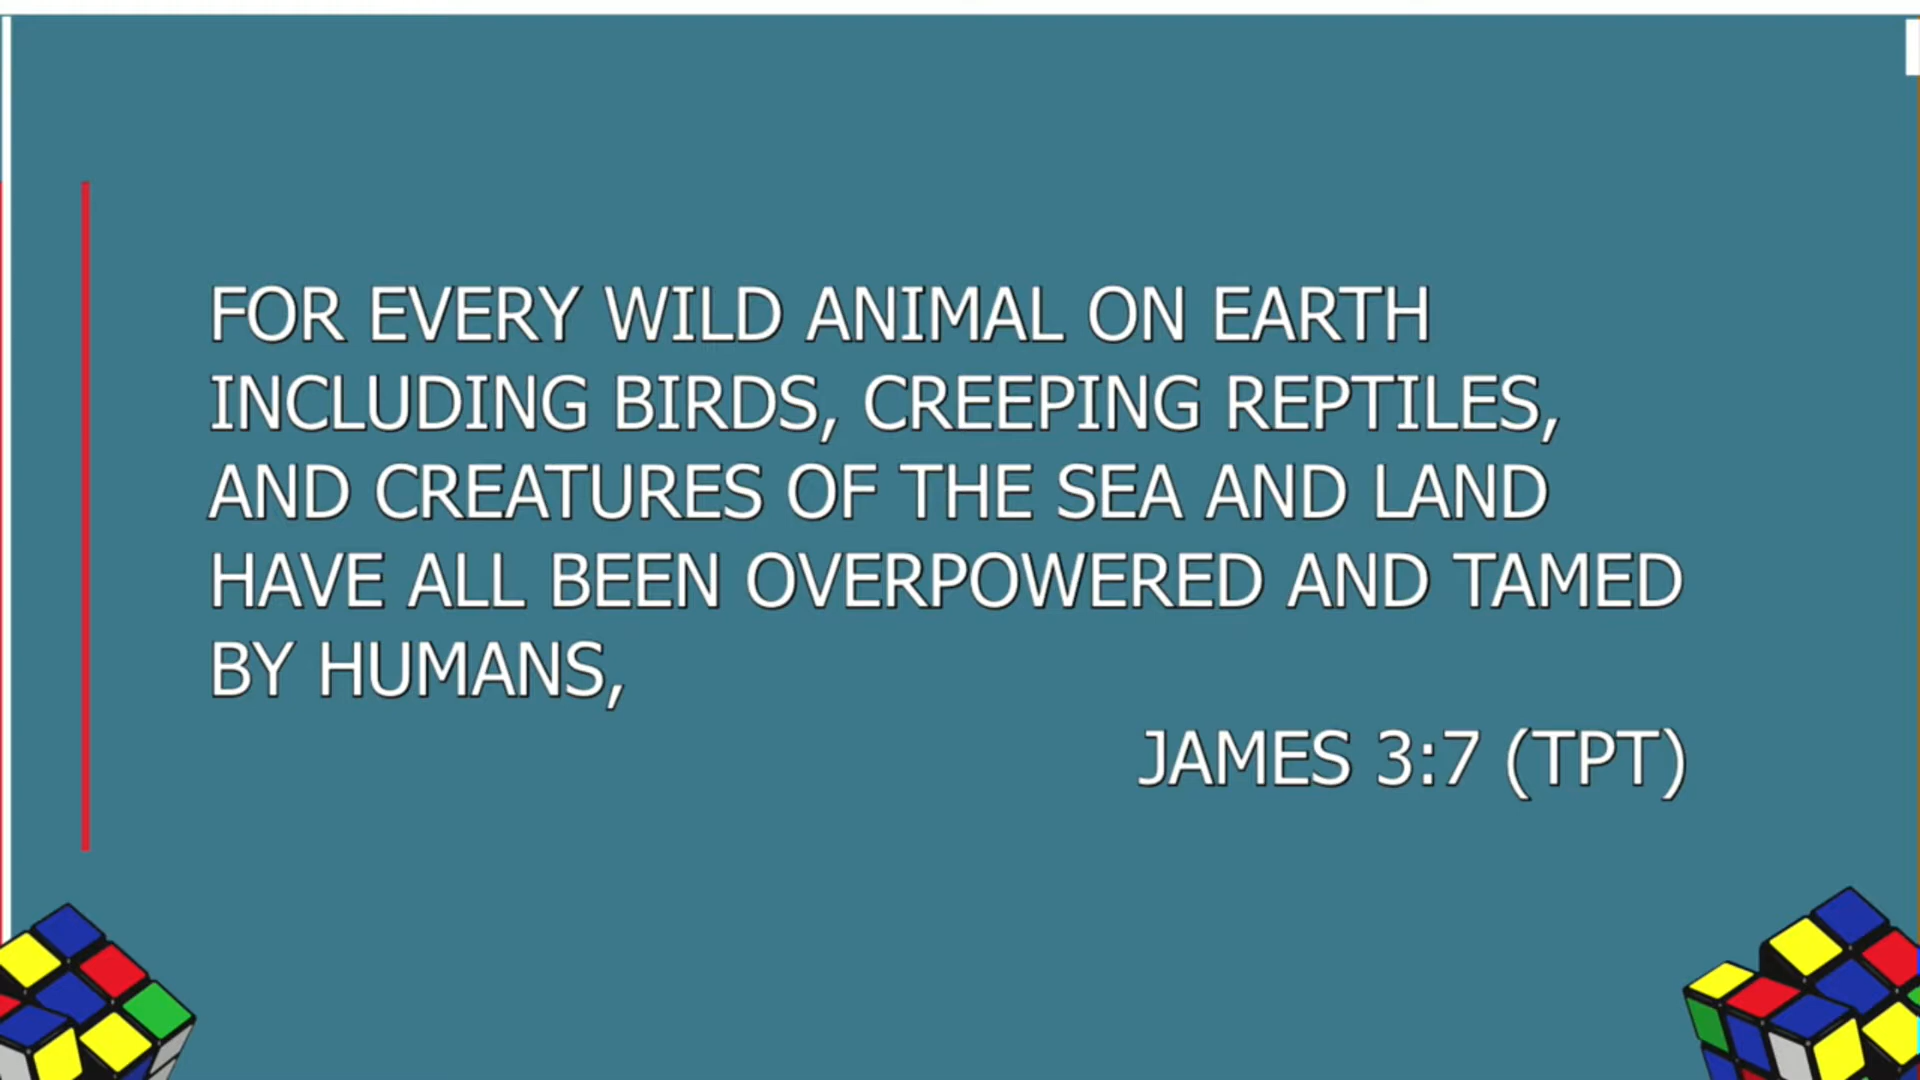 FOR EVERY WILD ANIMAL ON EARTH
INCLUDING BIRDS, CREEPING REPTILES,
AND CREATURES OF THE SEA AND LAND
HAVE ALL BEEN OVERPOWERED AND TAMED
BY HUMANS,
JAMES 3:7 (TPT)